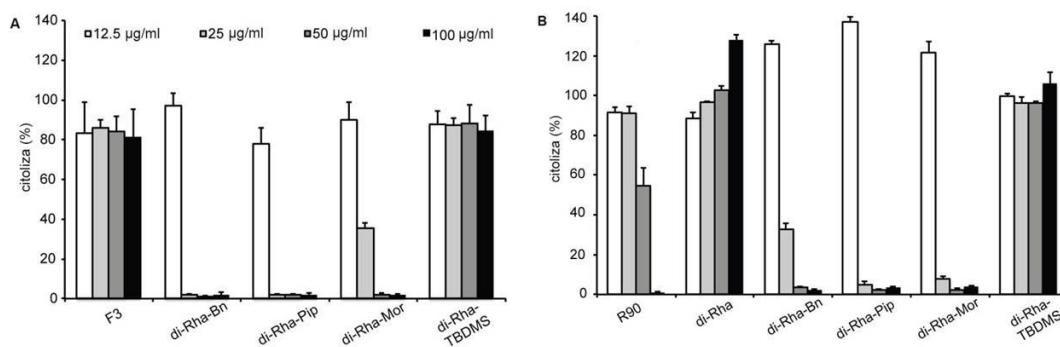 A
140
120
100
80
60
40
20
0
citoliza (%)
12.5 µg/ml 25 µg/ml 50 µg/ml 100 µg/ml
F3
di-Rha-Bn
di-Rha-Pip
di-Rha-Mor
di-Rha-
TBDMS
B
140
120
100
80
60
40
20
0
citoliza (%)
R90
di-Rha
di-Rha-Bn
di-Rha-Pip
di-Rha-Mor
di-Rha-
TBDMS